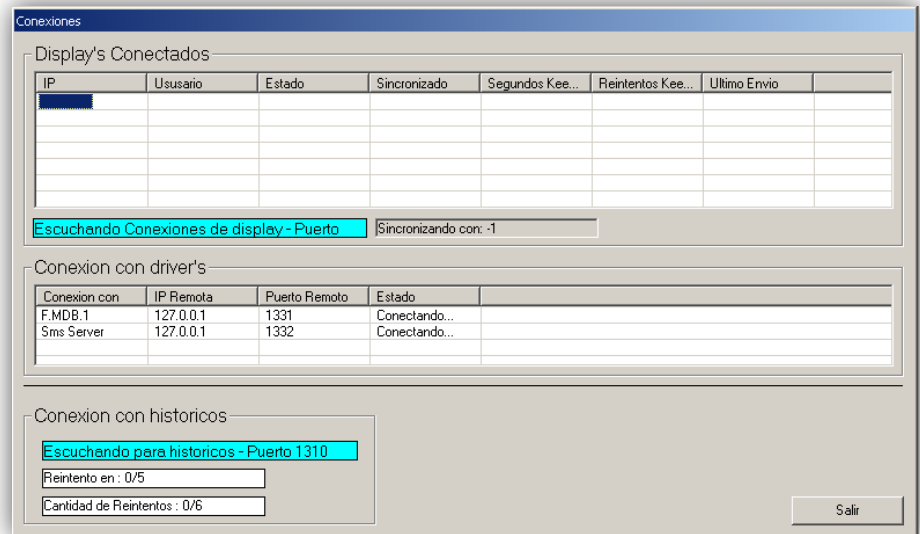 Conexiones
Display's Conectados
IP Ususario Estado Sincronizado Segundos Kee... Reintentos Kee... Ultimo Envio
Escuchando Conexiones de display - Puerto Sincronizando con: -1
Conexion con driver's
Conexion con IP Remota Puerto Remoto Estado
F.MDB.1 127.0.0.1 1331 Conectando...
Sms Server 127.0.0.1 1332 Conectando...
Conexion con historicos
Escuchando para historicos - Puerto 1310
Reintento en : 0/5
Cantidad de Reintentos : 0/6
Salir